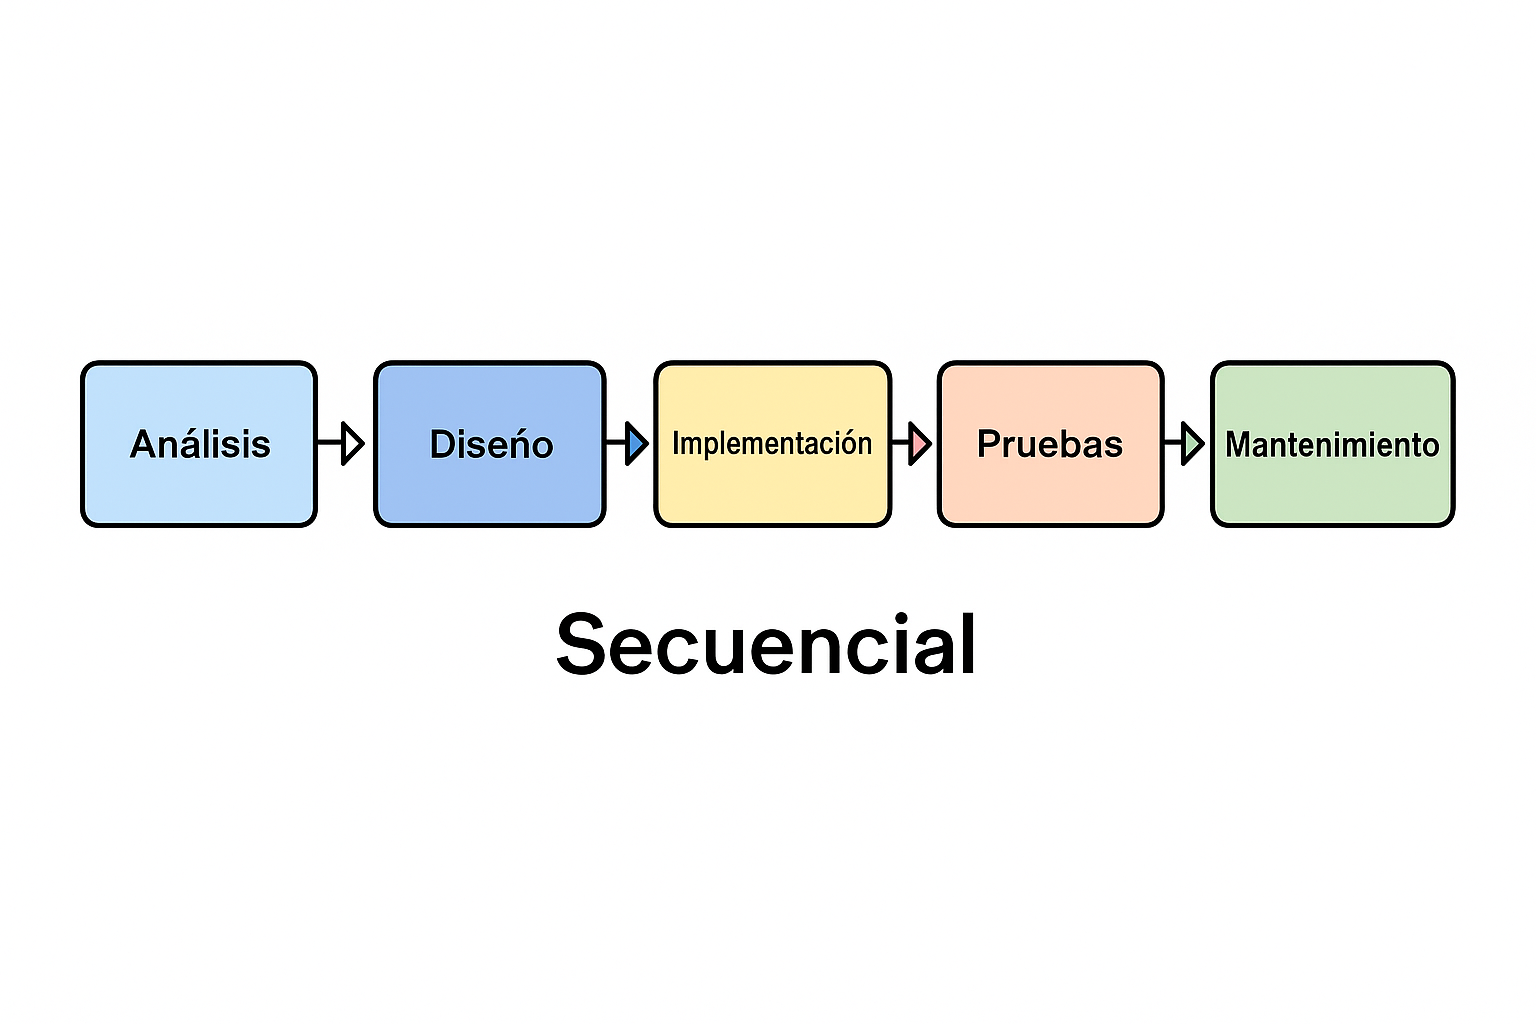 Análisis
Diseńo
Implementación
Pruebas
Mantenimiento
Secuencial